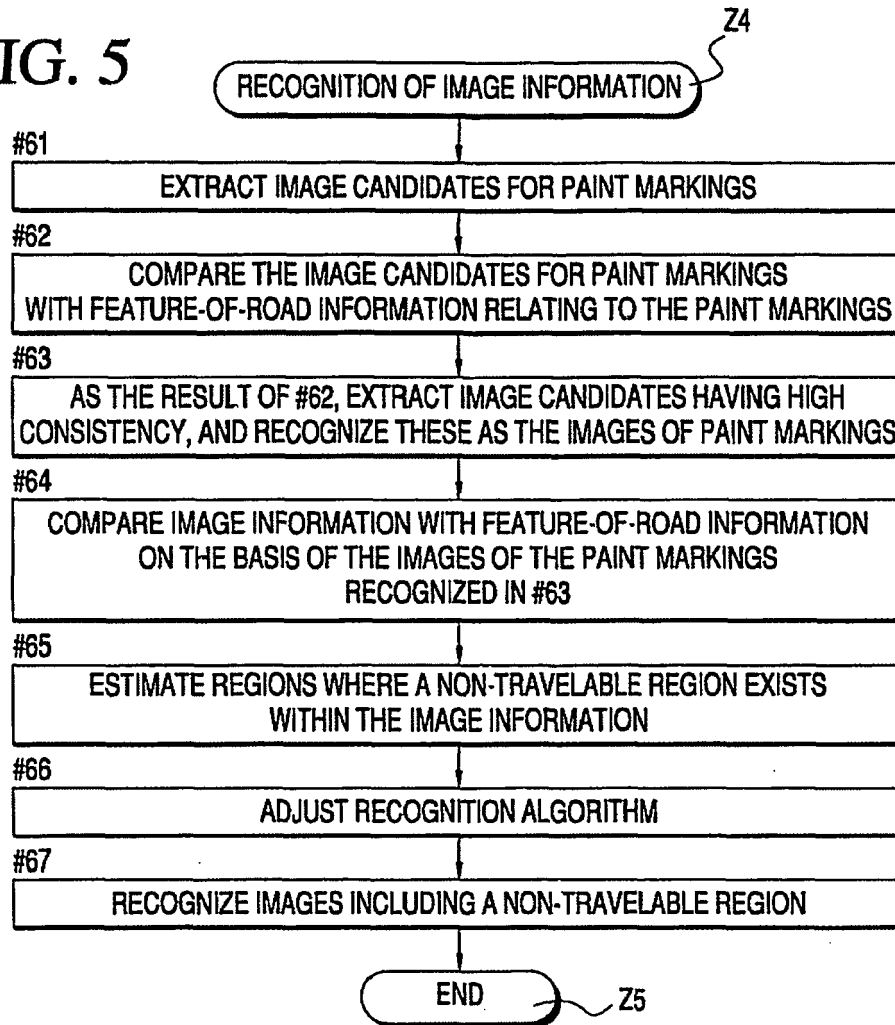 IG. 5
Z4
RECOGNITION OF IMAGE INFORMATION
#61
EXTRACT IMAGE CANDIDATES FOR PAINT MARKINGS
#62
COMPARE THE IMAGE CANDIDATES FOR PAINT MARKINGS
WITH FEATURE-OF-ROAD INFORMATION RELATING TO THE PAINT MARKINGS
#63
AS THE RESULT OF #62, EXTRACT IMAGE CANDIDATES HAVING HIGH
CONSISTENCY, AND RECOGNIZE THESE AS THE IMAGES OF PAINT MARKINGS
#64
COMPARE IMAGE INFORMATION WITH FEATURE-OF-ROAD INFORMATION
ON THE BASIS OF THE IMAGES OF THE PAINT MARKINGS
RECOGNIZED IN #63
#65
ESTIMATE REGIONS WHERE A NON-TRAVELABLE REGION EXISTS
WITHIN THE IMAGE INFORMATION
#66
ADJUST RECOGNITION ALGORITHM
#67
RECOGNIZE IMAGES INCLUDING A NON-TRAVELABLE REGION
END
Z5